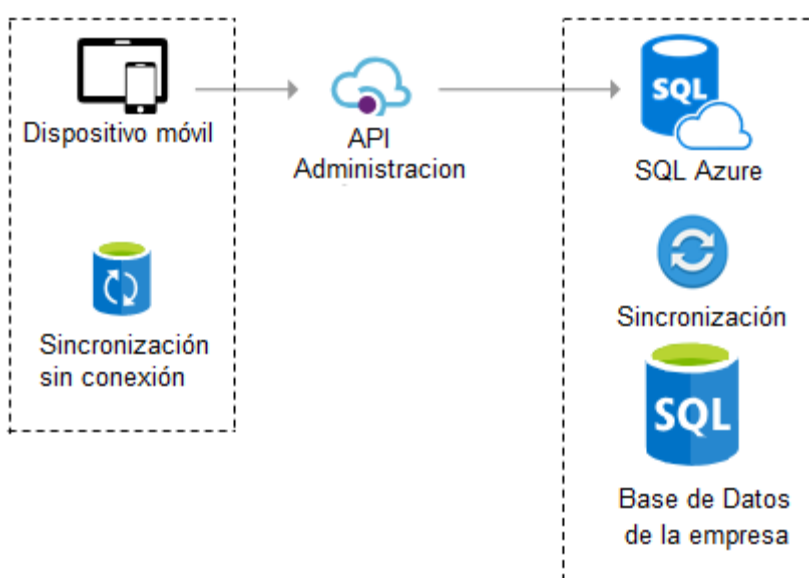 Dispositivo móvil
Sincronización
sin conexión
API
Administracion
SQL
SQL Azure
Sincronización
SQL
Base de Datos
de la empresa